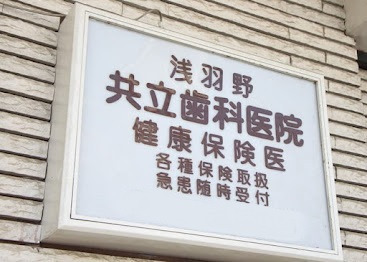 浅羽野
共立歯科医院
健康保険医
各種保険取扱
急患随時受付